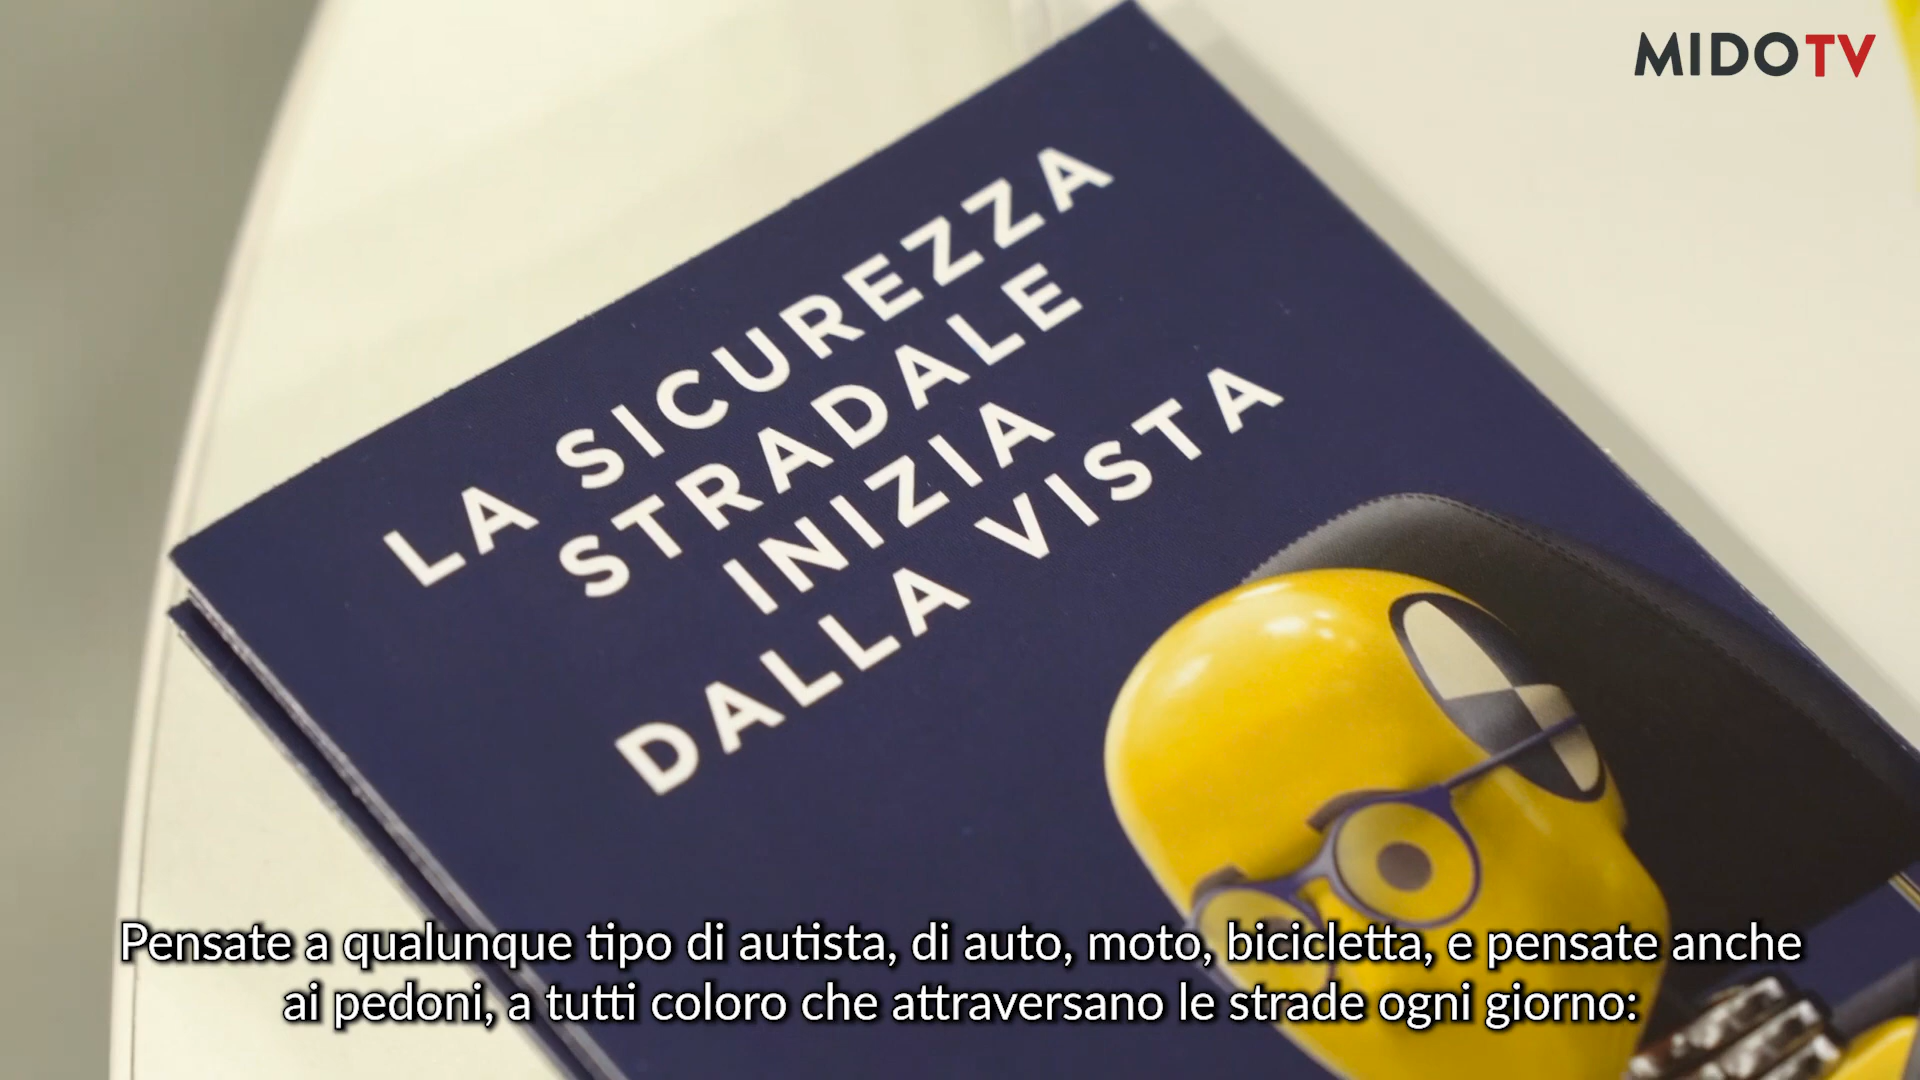 MIDOTV
LA SICUREZZA
STRADALE
INIZIA
DALLA VISTA
Pensate a qualunque tipo di autista, di auto, moto, bicicletta, e pensate anche
ai pedoni, a tutti coloro che attraversano le strade ogni giorno: